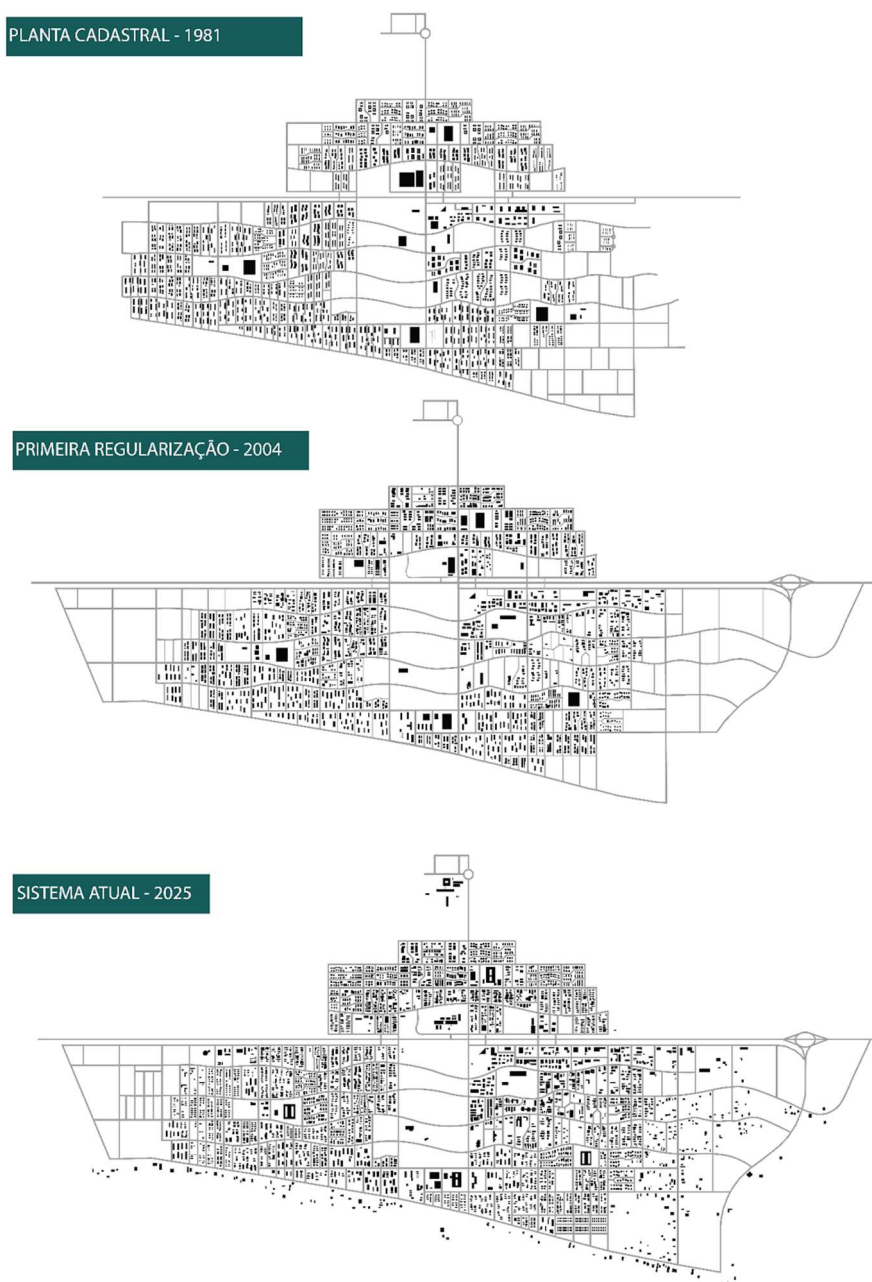 PLANTA CADASTRAL - 1981
PRIMEIRA REGULARIZAÇÃO - 2004
SISTEMA ATUAL - 2025